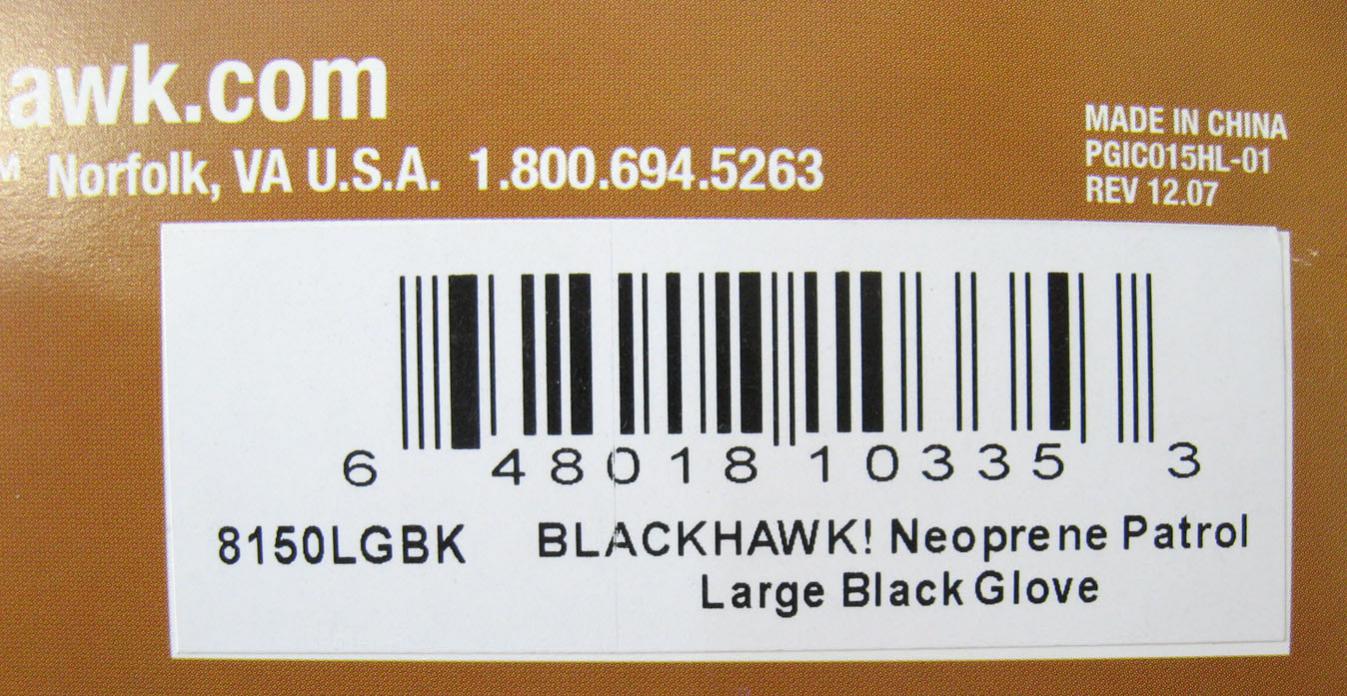 awk.com
™ Norfolk, VA U.S.A. 1.800.694.5263
MADE IN CHINA
PGIC015HL-01
REV 12.07
6 48018 10335 3
8150LGBK BLACKHAWK! Neoprene Patrol
Large Black Glove